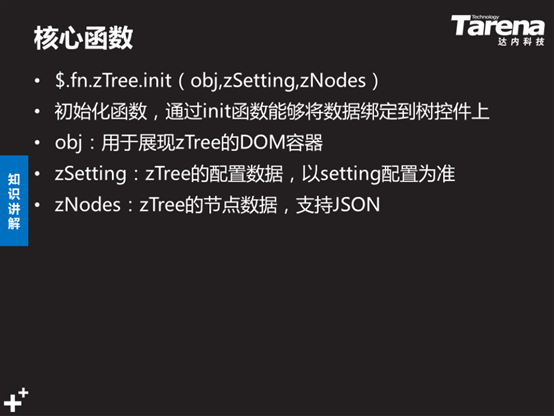 核心函数
Technology
Tarena
达内科技
• $.fn.zTree.init（obj,zSetting,zNodes）
• 初始化函数，通过init函数能够将数据绑定到树控件上
• obj：用于展现zTree的DOM容器
• zSetting：zTree的配置数据，以setting配置为准
• zNodes：zTree的节点数据，支持JSON
知识讲解